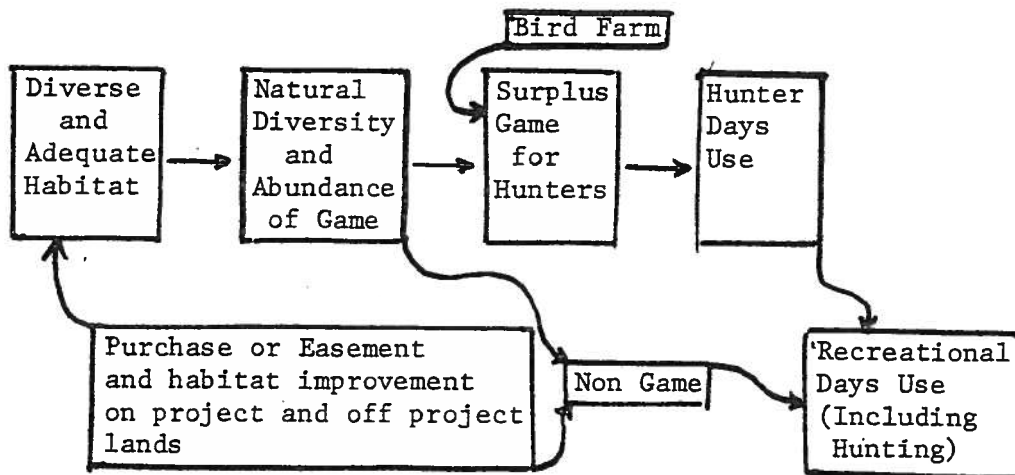 Bird Farm
Diverse
and
Adequate
Habitat
Natural
Diversity
and
Abundance
of Game
Surplus
Game
for
Hunters
Hunter
Days
Use
Purchase or Easement
and habitat improvement
on project and off project
lands
Non Game
Recreational
Days Use
(Including
Hunting)